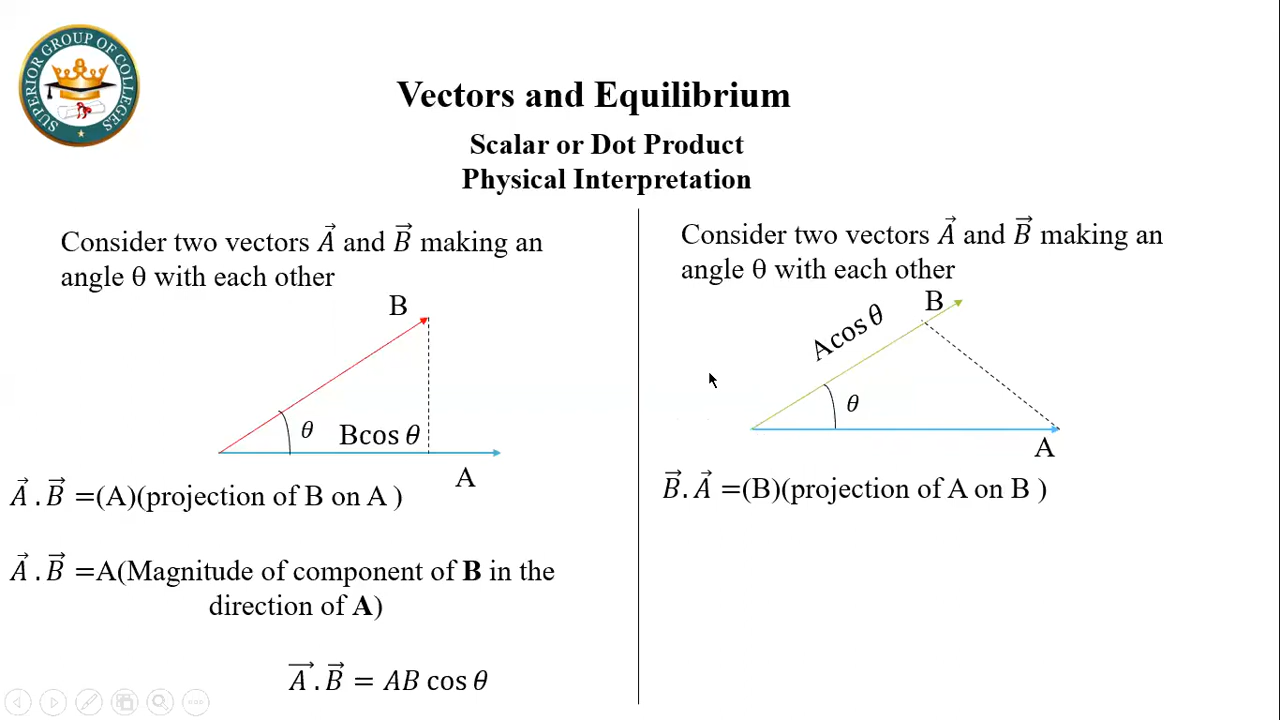 SUPERIOR GROUP OF COLLEGES
Vectors and Equilibrium
Scalar or Dot Product
Physical Interpretation
Consider two vectors A⃗ and B⃗ making an
angle θ with each other
B
θ
Bcos θ
A
A⃗ . B⃗ =(A)(projection of B on A )
A⃗ . B⃗ =A(Magnitude of component of B in the
direction of A)
A⃗ . B⃗ = AB cos θ
Consider two vectors A⃗ and B⃗ making an
angle θ with each other
B
Acos θ
θ
A
B⃗ . A⃗ =(B)(projection of A on B )